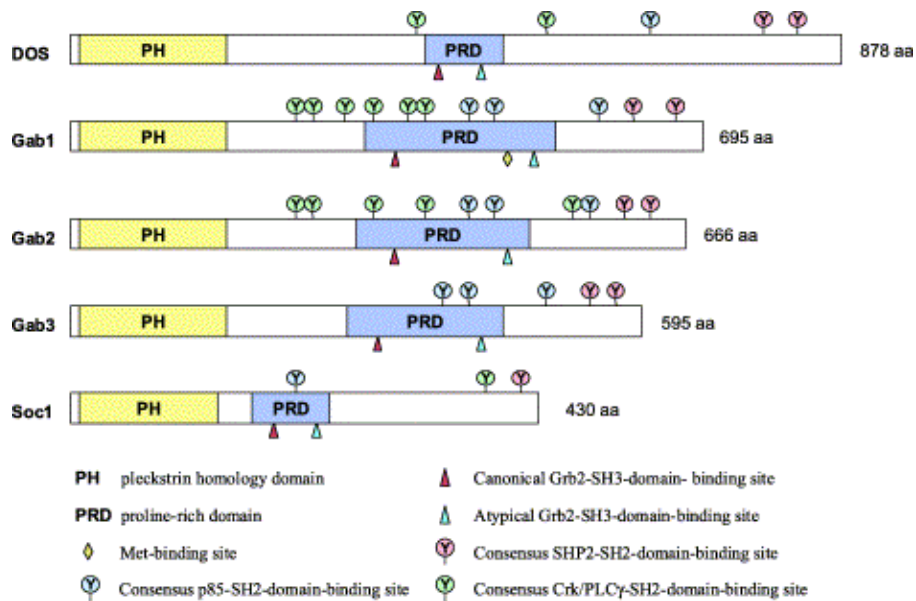 Y Y Y Y Y
DOS PH PRD 878 aa
Y Y Y Y Y Y Y Y Y Y Y
Gab1 PH PRD 695 aa
Y Y Y Y Y Y Y Y Y Y
Gab2 PH PRD 666 aa
Y Y Y Y Y
Gab3 PH PRD 595 aa
Y Y Y
Soc1 PH PRD 430 aa
PH pleckstrin homology domain
Canonical Grb2-SH3-domain- binding site
PRD proline-rich domain
Atypical Grb2-SH3-domain-binding site
Met-binding site
Y Consensus SHP2-SH2-domain-binding site
Y Consensus p85-SH2-domain-binding site
Y Consensus Crk/PLCγ-SH2-domain-binding site